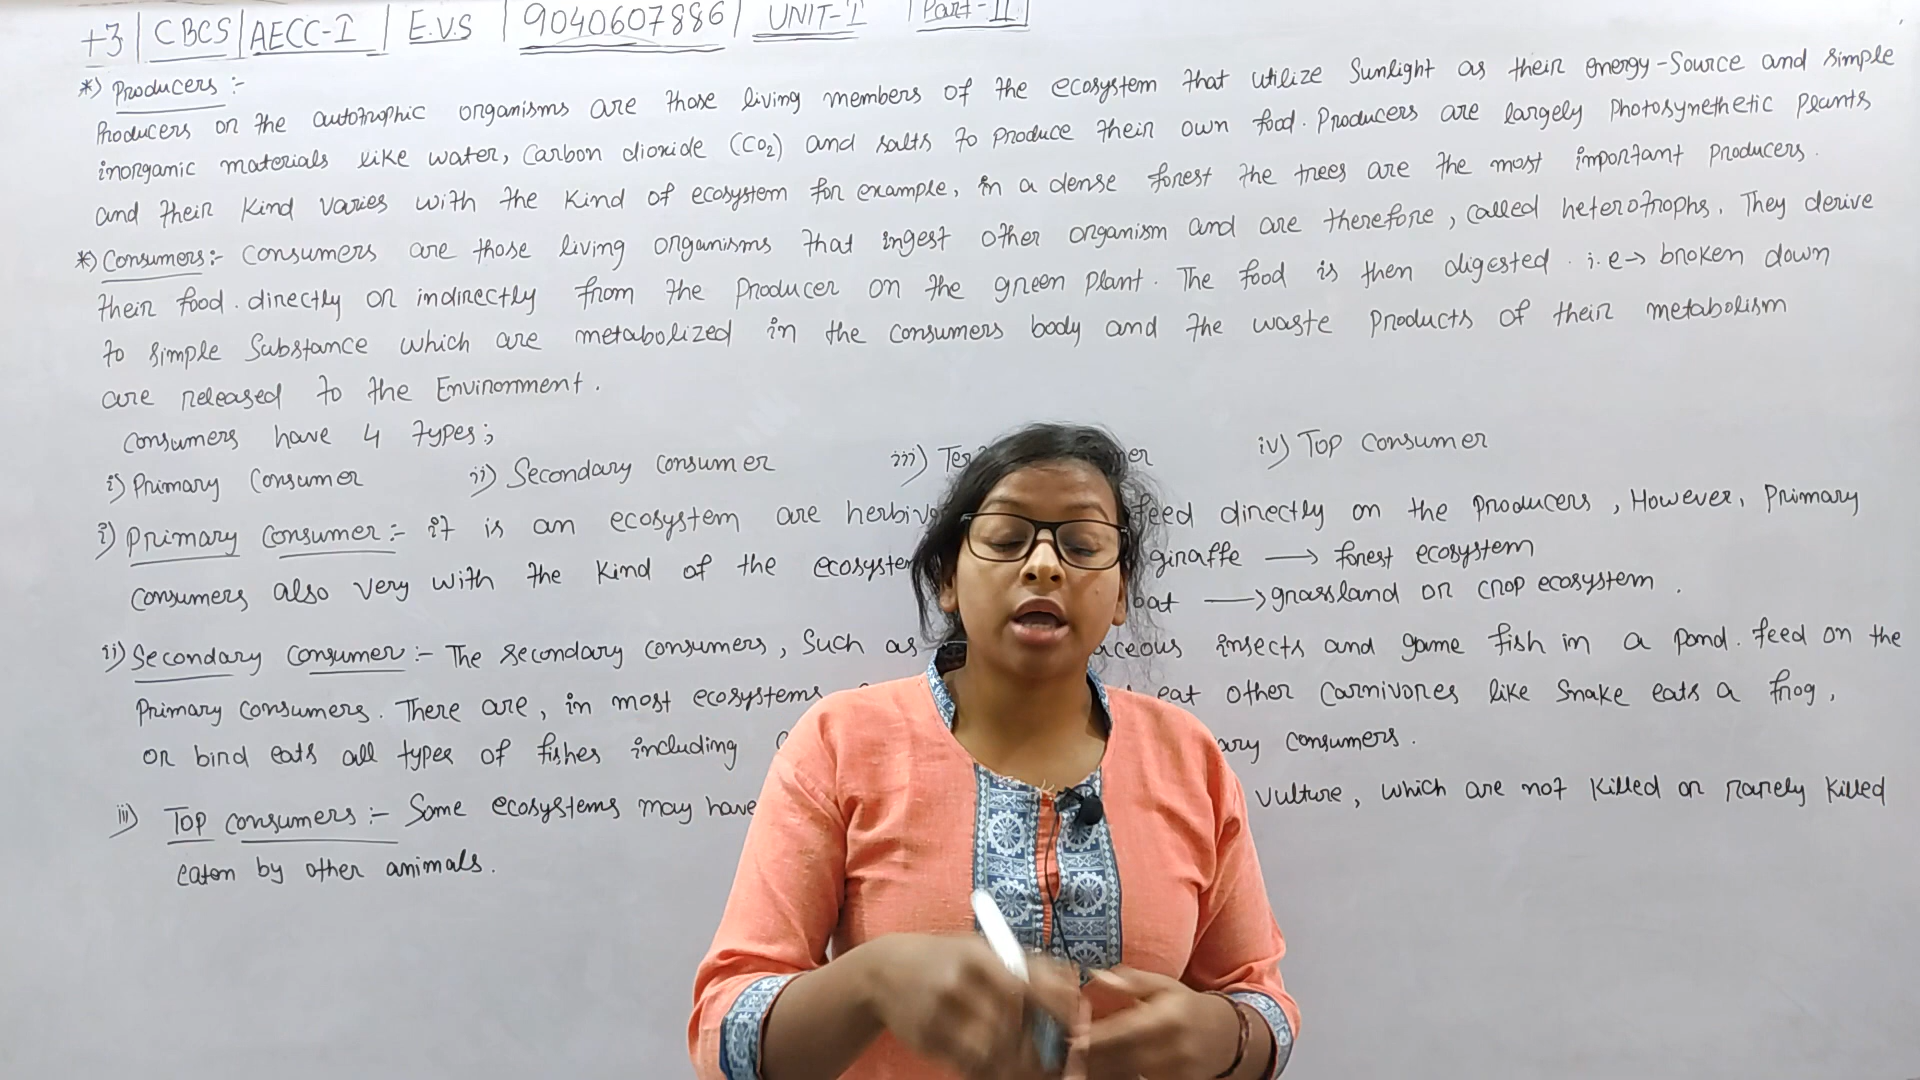 +3 | CBCS | AECC-I | E.V.S | 9040607886 | UNIT-I | Part-II |
*) Producers :-
Producers or the autotrophic organisms are those living members of the ecosystem that utilize Sunlight as their energy-Source and simple
inorganic materials like water, Carbon dioxide (CO2) and salts to produce their own food. Producers are largely Photosynethetic Plants
and their Kind varies with the Kind of ecosystem for example, in a dense forest the trees are the most important Producers.
*) Consumers:- Consumers are those living organisms that ingest other organism and are therefore, called heterotrophs. They derive
their food. directly or indirectly from the Producer or the green Plant. The food is then digested. i.e→ broken down
to simple Substance which are metabolized in the consumers body and the waste Products of their metabolism
are released to the Environment.
Consumers have 4 Types;
i) Primary Consumer ii) Secondary Consumer iii) iv) Top Consumer
i) Primary Consumer:- it is an ecosystem are feed directly on the Producers, However, Primary
Consumers also very with the Kind of the giraffe → forest ecosystem
→ grassland or crop ecosystem.
ii) Secondary Consumer:- The secondary consumers, Such as insects and game fish in a Pond. feed on the
Primary consumers. There are, in most ecosystems eat other Carnivores like Snake eats a frog,
or bird eats all types of fishes including consumers.
iii) Top consumers:- Some ecosystems may have Vulture, which are not Killed or rarely Killed
eaten by other animals.